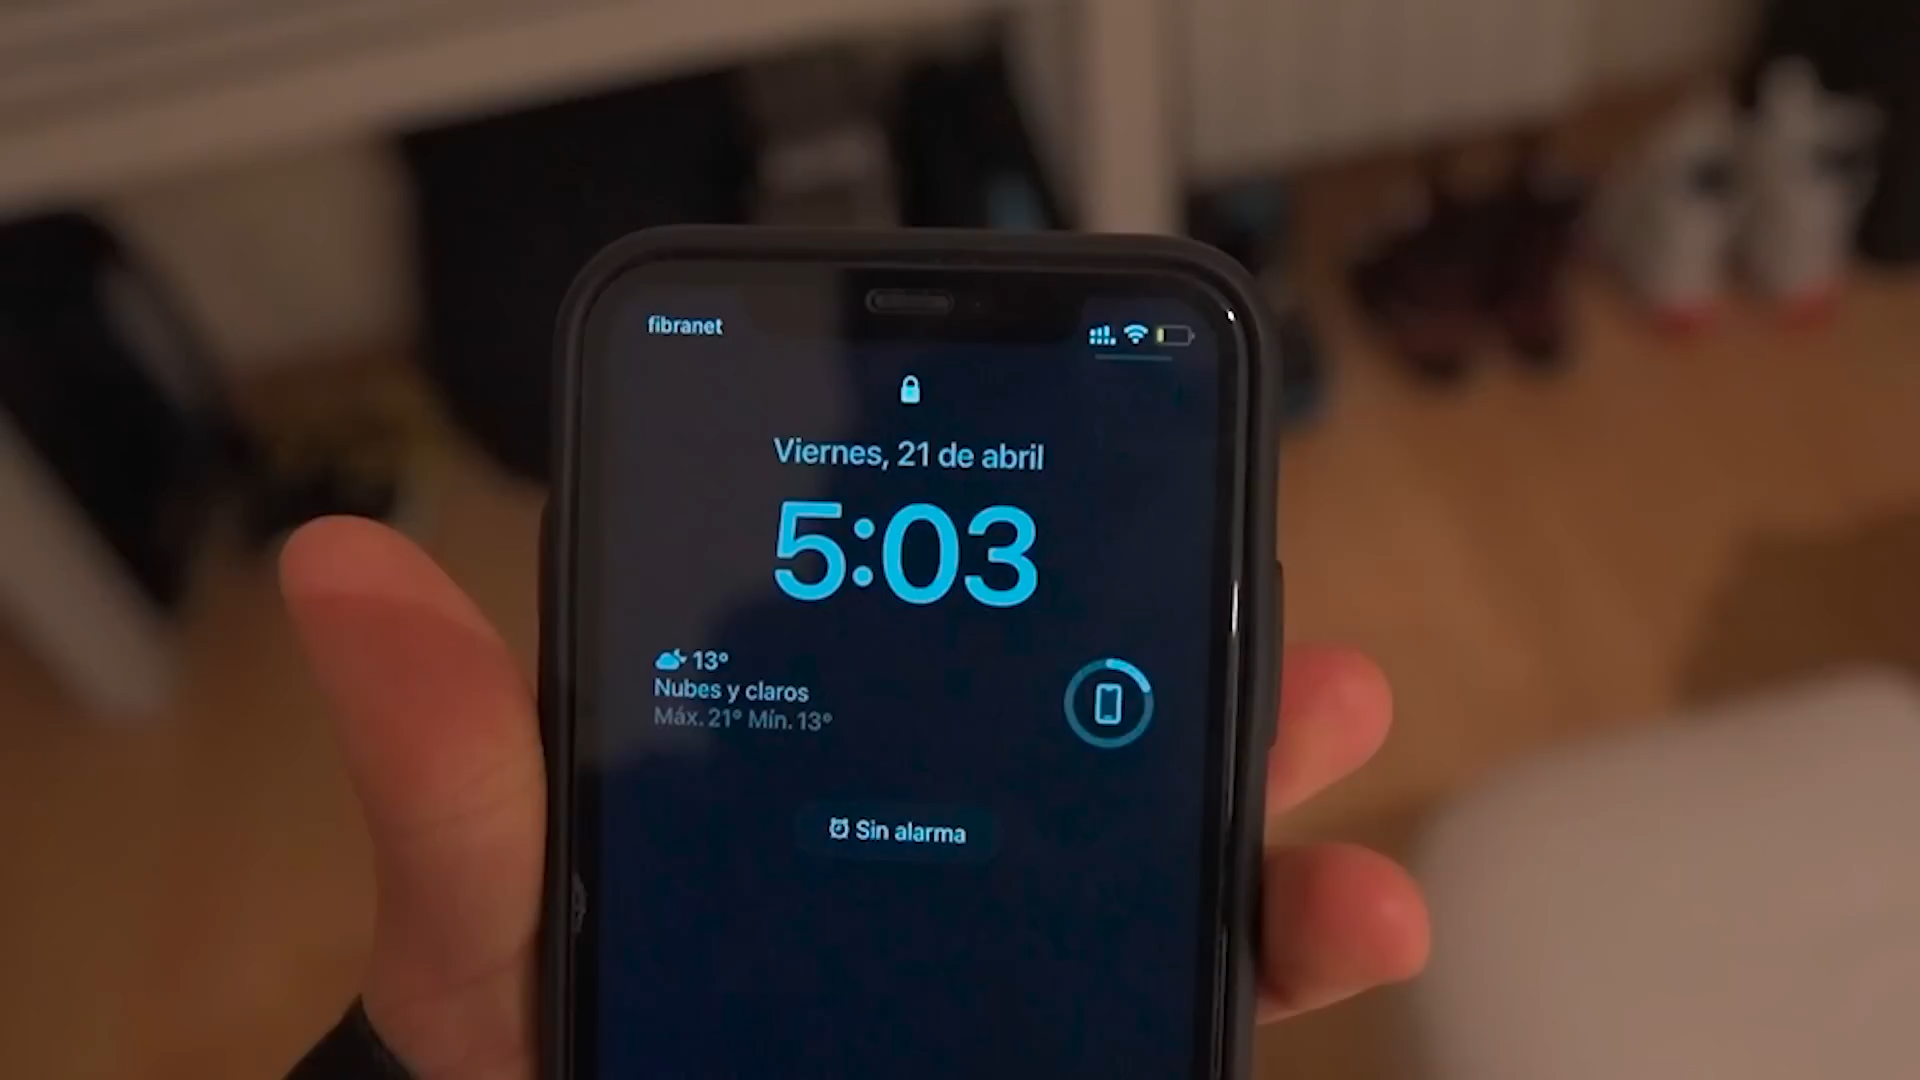 fibranet
Viernes, 21 de abril
5:03
13°
Nubes y claros
Máx. 21° Mín. 13°
Sin alarma